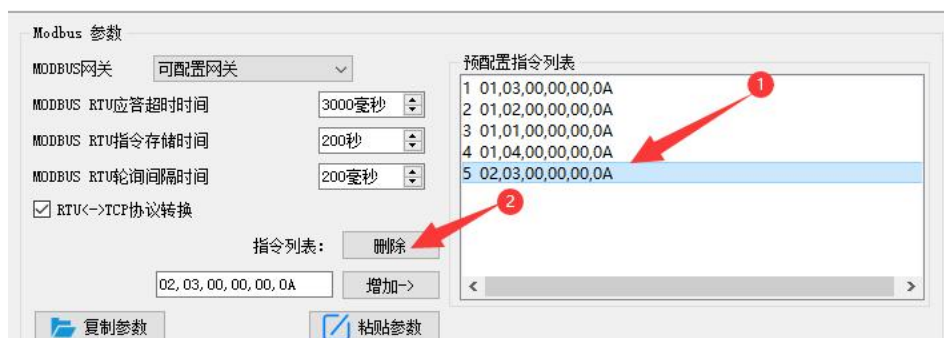 Modbus 参数
MODBUS网关 可配置网关
MODBUS RTU应答超时时间 3000毫秒
MODBUS RTU指令存储时间 200秒
MODBUS RTU轮询间隔时间 200毫秒
RTU<->TCP协议转换
指令列表： 删除
02,03,00,00,00,0A 增加->
复制参数 粘贴参数
预配置指令列表
1 01,03,00,00,00,0A
2 01,02,00,00,00,0A
3 01,01,00,00,00,0A
4 01,04,00,00,00,0A
5 02,03,00,00,00,0A
1
2